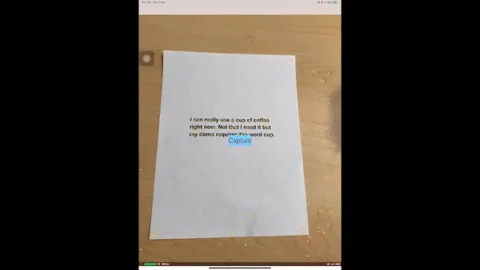 I can really use a cup of coffee
right now. Not that I need it but
my demo requires the word cup.
Capture